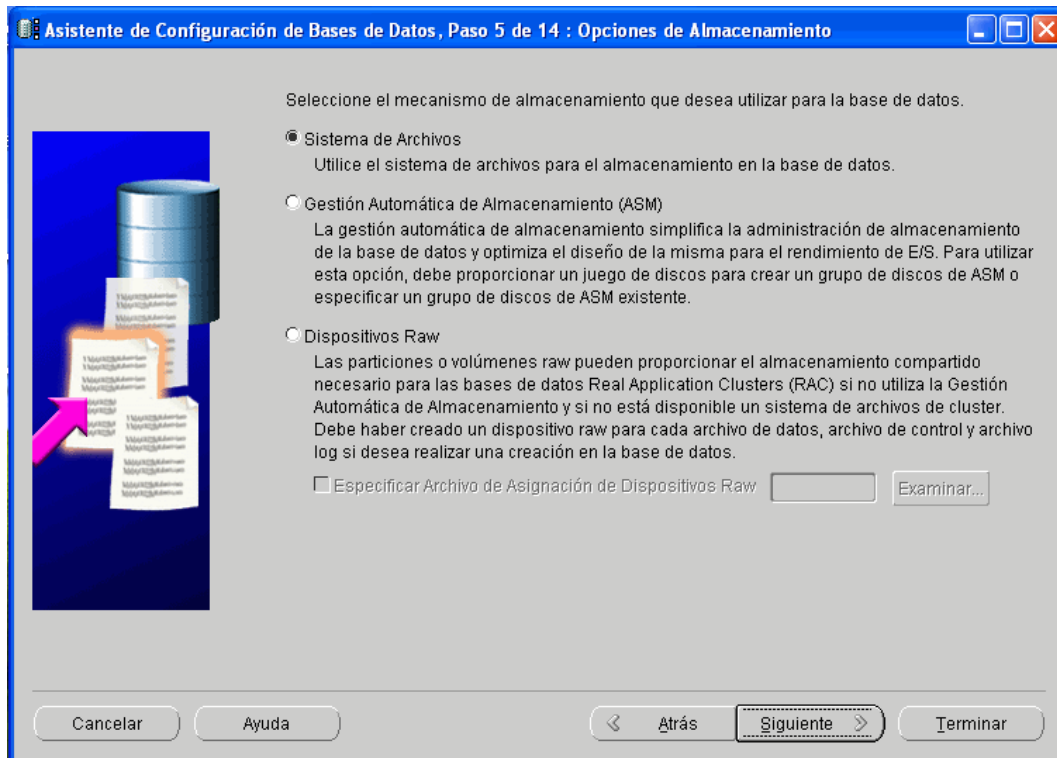 Asistente de Configuración de Bases de Datos, Paso 5 de 14 : Opciones de Almacenamiento
Seleccione el mecanismo de almacenamiento que desea utilizar para la base de datos.
Sistema de Archivos
Utilice el sistema de archivos para el almacenamiento en la base de datos.
Gestión Automática de Almacenamiento (ASM)
La gestión automática de almacenamiento simplifica la administración de almacenamiento
de la base de datos y optimiza el diseño de la misma para el rendimiento de E/S. Para utilizar
esta opción, debe proporcionar un juego de discos para crear un grupo de discos de ASM o
especificar un grupo de discos de ASM existente.
Dispositivos Raw
Las particiones o volúmenes raw pueden proporcionar el almacenamiento compartido
necesario para las bases de datos Real Application Clusters (RAC) si no utiliza la Gestión
Automática de Almacenamiento y si no está disponible un sistema de archivos de cluster.
Debe haber creado un dispositivo raw para cada archivo de datos, archivo de control y archivo
log si desea realizar una creación en la base de datos.
Especificar Archivo de Asignación de Dispositivos Raw
Examinar...
Cancelar
Ayuda
Atrás
Siguiente
Terminar